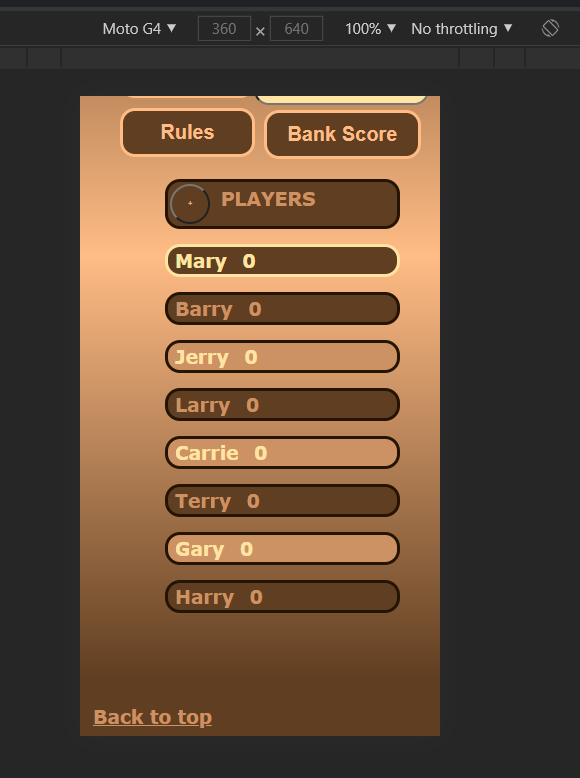 Moto G4 ▼ 360 × 640 100% ▼ No throttling ▼
Rules Bank Score
+ PLAYERS
Mary 0
Barry 0
Jerry 0
Larry 0
Carrie 0
Terry 0
Gary 0
Harry 0
Back to top